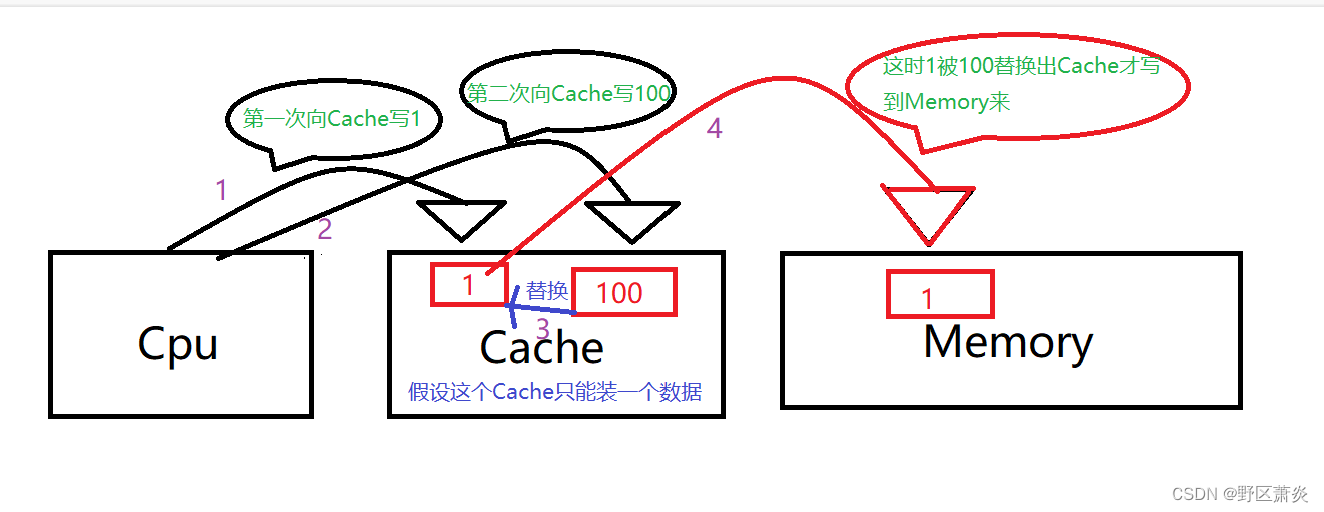 这时1被100替换出Cache才写
到Memory来
第二次向Cache写100
第一次向Cache写1
4
1
2
1
替换
100
1
3
Cpu
Cache
Memory
假设这个Cache只能装一个数据
CSDN @野区萧炎